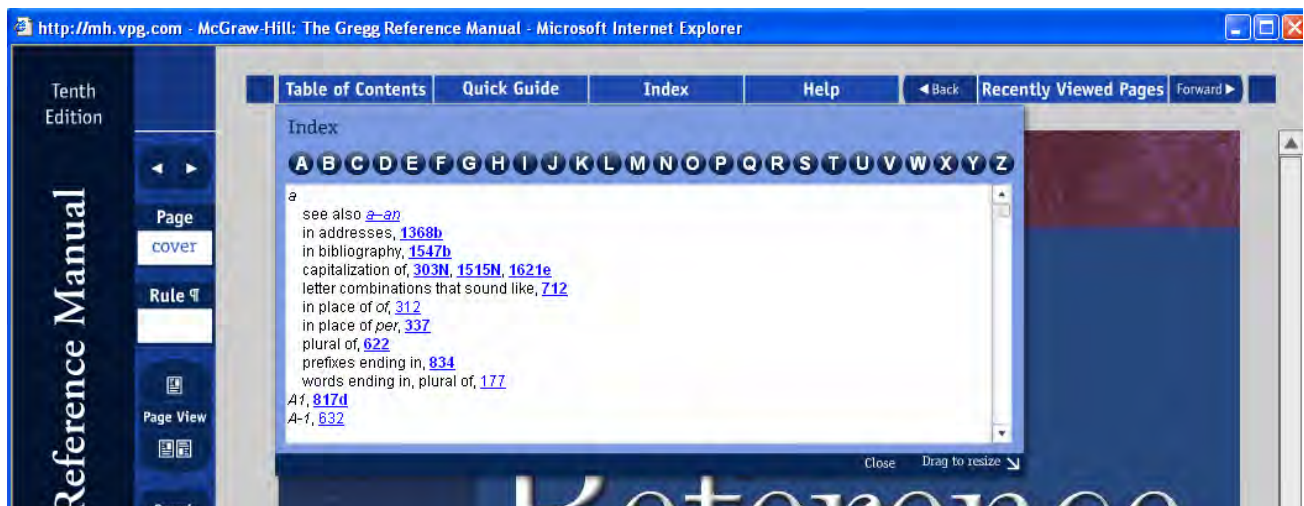 http://mh.vpg.com - McGraw-Hill: The Gregg Reference Manual - Microsoft Internet Explorer
Tenth
Edition
Reference Manual
Page
cover
Rule ¶
Page View
Table of Contents
Quick Guide
Index
Help
◄ Back
Recently Viewed Pages
Forward ►
Index
A B C D E F G H I J K L M N O P Q R S T U V W X Y Z
a
see also a–an
in addresses, 1368b
in bibliography, 1547b
capitalization of, 303N, 1515N, 1621e
letter combinations that sound like, 712
in place of of, 312
in place of per, 337
plural of, 622
prefixes ending in, 834
words ending in, plural of, 177
A1, 817d
A-1, 632
Close
Drag to resize
Reference